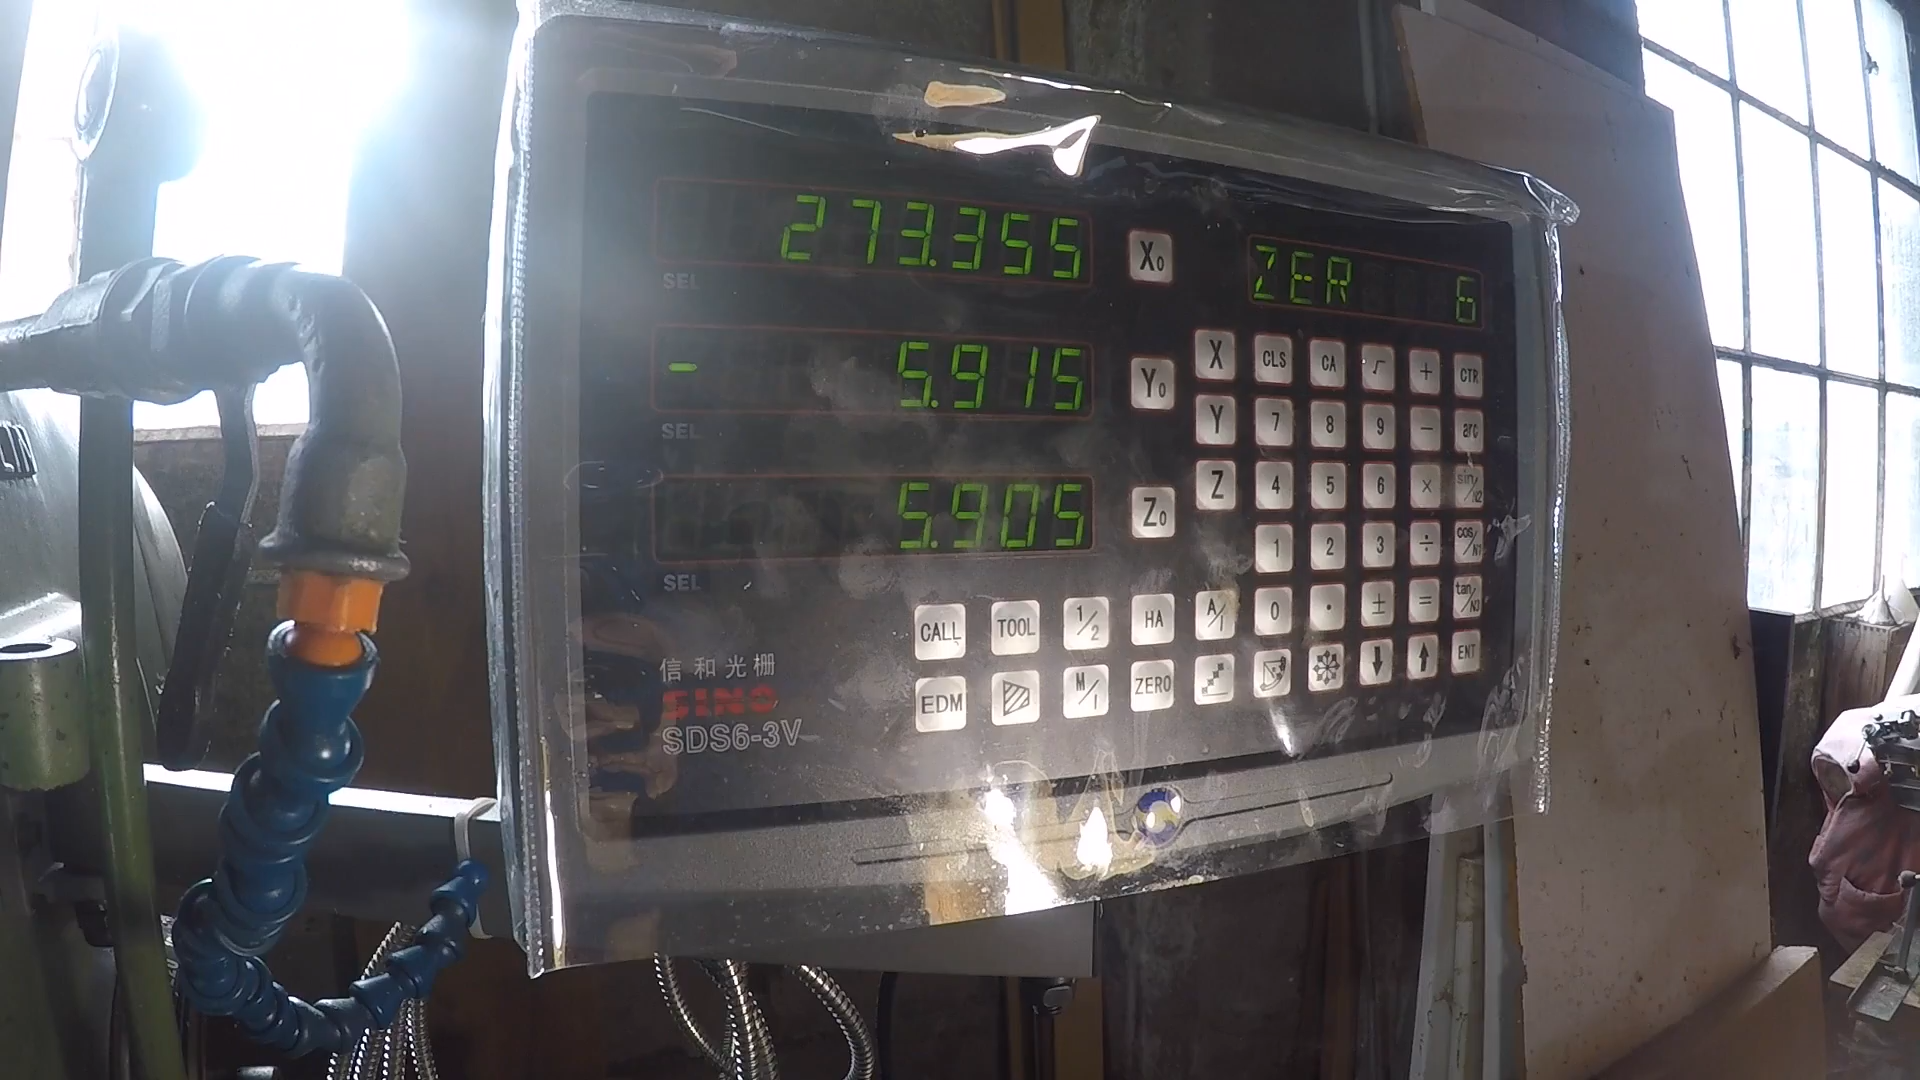 273.355
X0
ZER 6
SEL
- 5.915
Y0
SEL
5.905
Z0
SEL
X CLS CA √ + CTR
Y 7 8 9 - arc
Z 4 5 6 × sin/N2
1 2 3 ÷ cos/N1
CALL TOOL 1/2 HA A/I 0 . ± = tan/N3
EDM M/I ZERO ENT
信和光栅
SINO
SDS6-3V